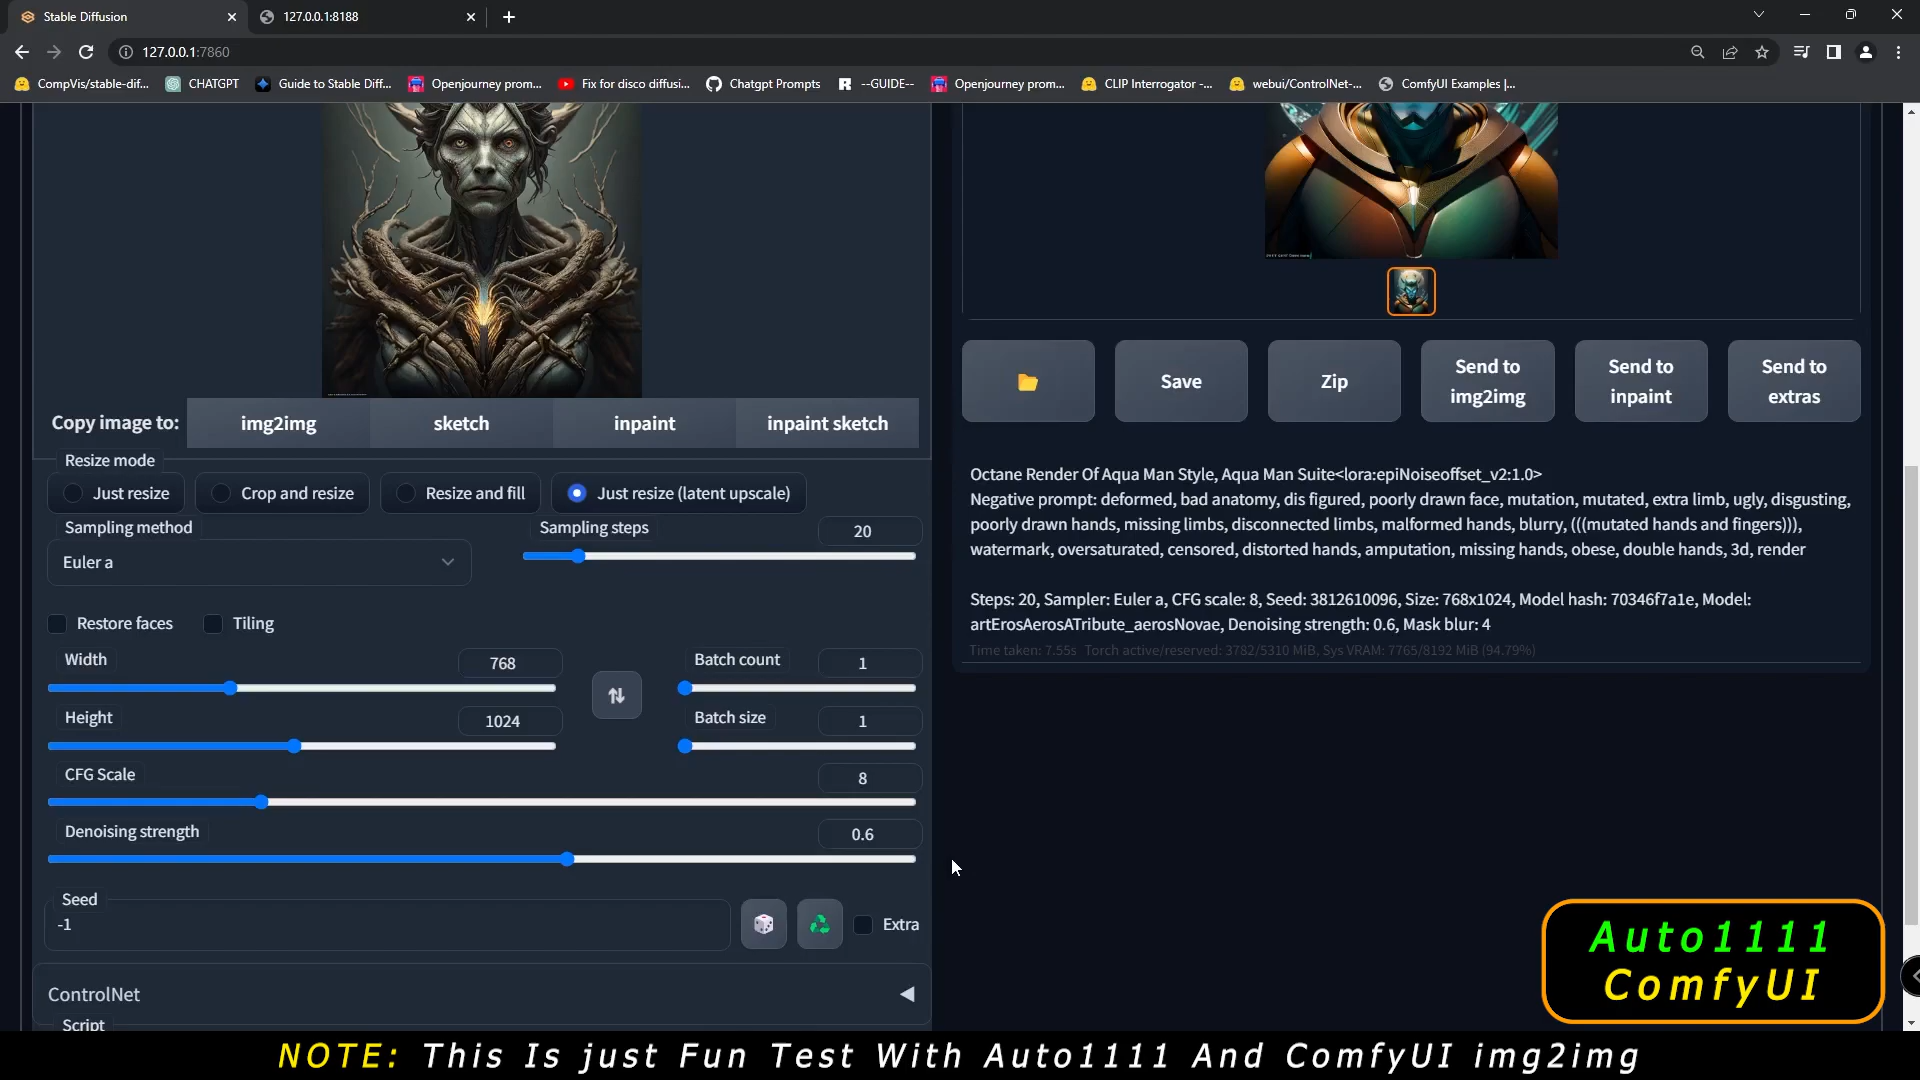 Stable Diffusion
127.0.0.1:8188
127.0.0.1:7860
CompVis/stable-dif...
CHATGPT
Guide to Stable Diff...
Openjourney prom...
Fix for disco diffusi...
Chatgpt Prompts
--GUIDE--
Openjourney prom...
CLIP Interrogator -...
webui/ControlNet-...
ComfyUI Examples |...
Copy image to:
img2img
sketch
inpaint
inpaint sketch
Resize mode
Just resize
Crop and resize
Resize and fill
Just resize (latent upscale)
Sampling method
Euler a
Sampling steps
20
Restore faces
Tiling
Width
768
Height
1024
Batch count
1
Batch size
1
CFG Scale
8
Denoising strength
0.6
Seed
-1
Extra
ControlNet
Script
Save
Zip
Send to
img2img
Send to
inpaint
Send to
extras
Octane Render Of Aqua Man Style, Aqua Man Suite<lora:epiNoiseoffset_v2:1.0>
Negative prompt: deformed, bad anatomy, dis figured, poorly drawn face, mutation, mutated, extra limb, ugly, disgusting,
poorly drawn hands, missing limbs, disconnected limbs, malformed hands, blurry, (((mutated hands and fingers))),
watermark, oversaturated, censored, distorted hands, amputation, missing hands, obese, double hands, 3d, render
Steps: 20, Sampler: Euler a, CFG scale: 8, Seed: 3812610096, Size: 768x1024, Model hash: 70346f7a1e, Model:
artErosAerosATribute_aerosNovae, Denoising strength: 0.6, Mask blur: 4
Time taken: 7.55s Torch active/reserved: 3782/5310 MiB, Sys VRAM: 7765/8192 MiB (94.79%)
Auto1111
ComfyUI
NOTE: This Is just Fun Test With Auto1111 And ComfyUI img2img